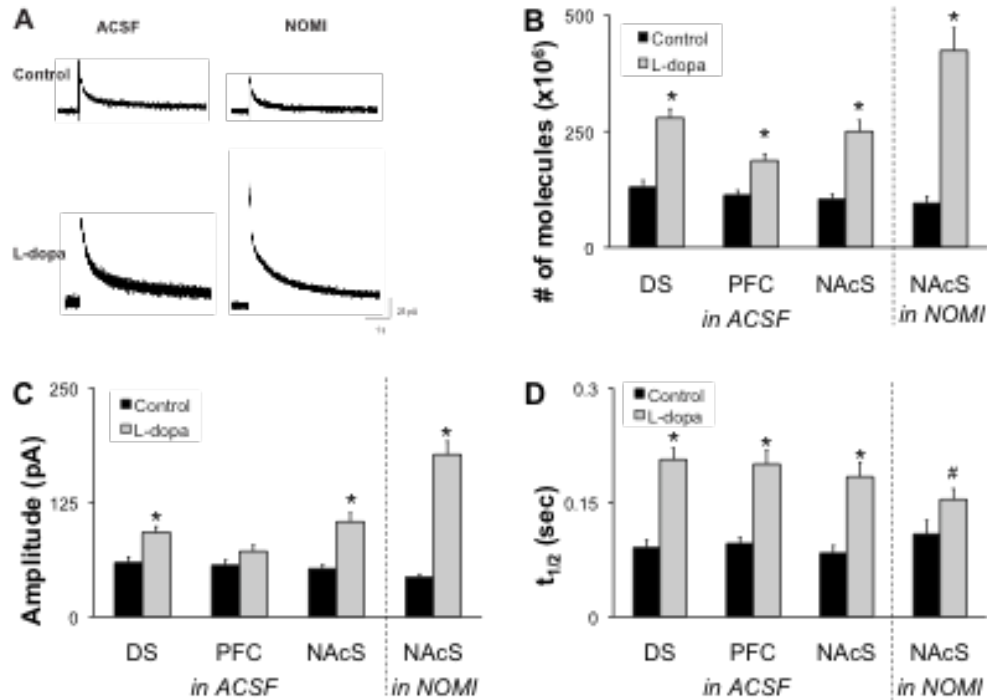 A
ACSF NOMI
Control
L-dopa
B
# of molecules (x10⁶)
500
250
0
Control
L-dopa
* * * *
DS PFC NAcS NAcS
in ACSF in NOMI
C
Amplitude (pA)
250
125
0
Control
L-dopa
* * *
DS PFC NAcS NAcS
in ACSF in NOMI
D
t1/2 (sec)
0.3
0.15
0
Control
L-dopa
* * * #
DS PFC NAcS NAcS
in ACSF in NOMI